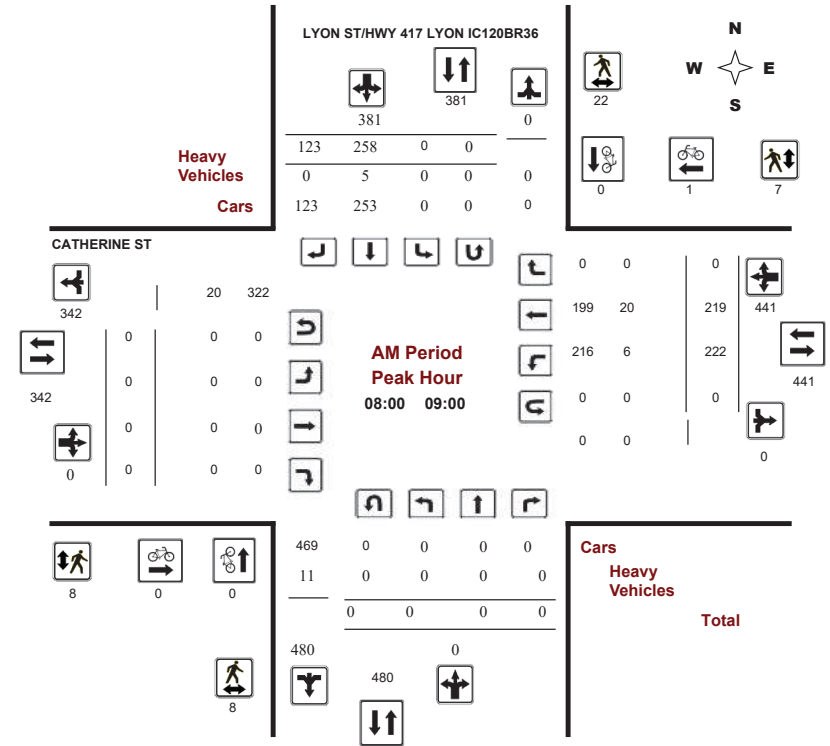 LYON ST/HWY 417 LYON IC120BR36
N
W E
S
381
22
381 0
123 258 0 0
Heavy
Vehicles
0 5 0 0 0
Cars
123 253 0 0 0
0 1 7
CATHERINE ST
342
20 322
0 0 0
199 20 219 441
216 6 222
0 0 0
0 0
441
0
342
0 0 0
0 0 0
0 0 0
0 0 0
0
AM Period
Peak Hour
08:00 09:00
469 0 0 0 0
11 0 0 0 0
0 0 0 0
480 0
480
Cars
Heavy
Vehicles
Total
8 0 0
8